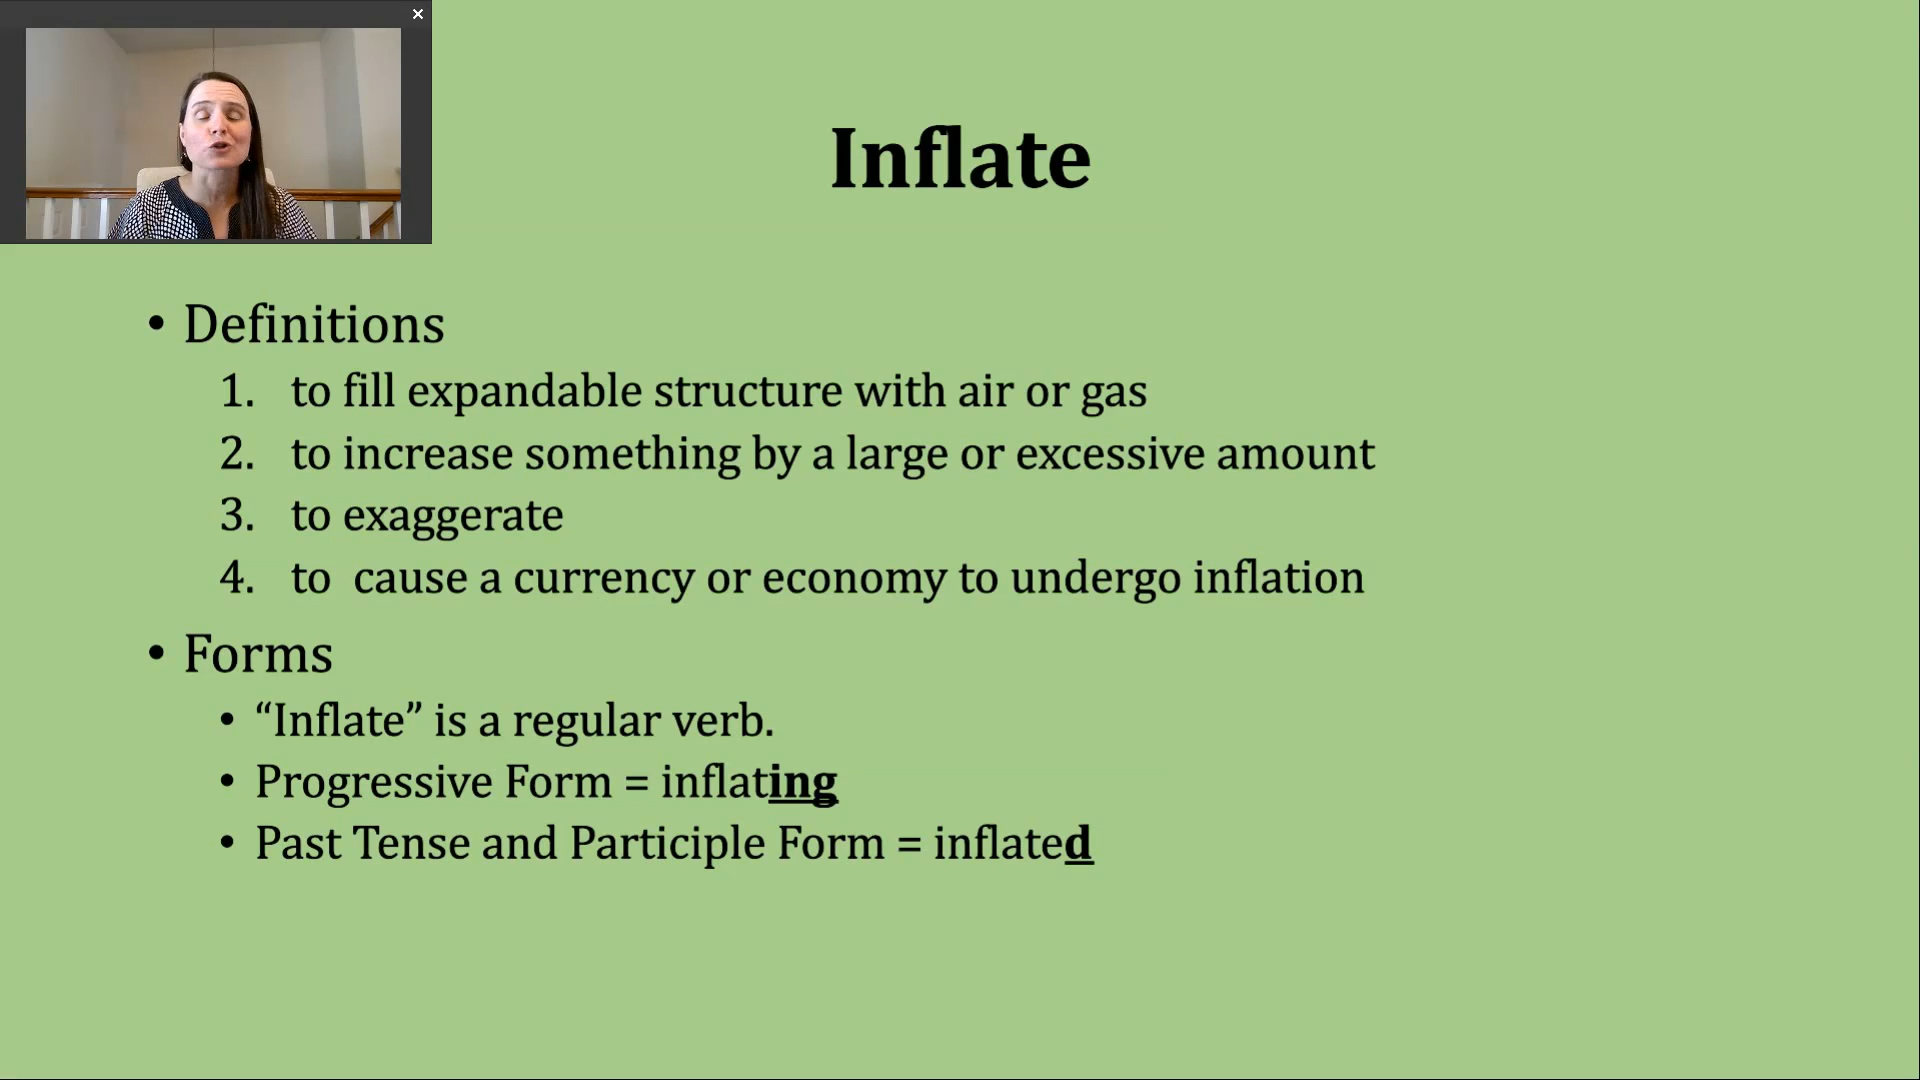 Inflate
• Definitions
1. to fill expandable structure with air or gas
2. to increase something by a large or excessive amount
3. to exaggerate
4. to  cause a currency or economy to undergo inflation
• Forms
• “Inflate” is a regular verb.
• Progressive Form = inflating
• Past Tense and Participle Form = inflated